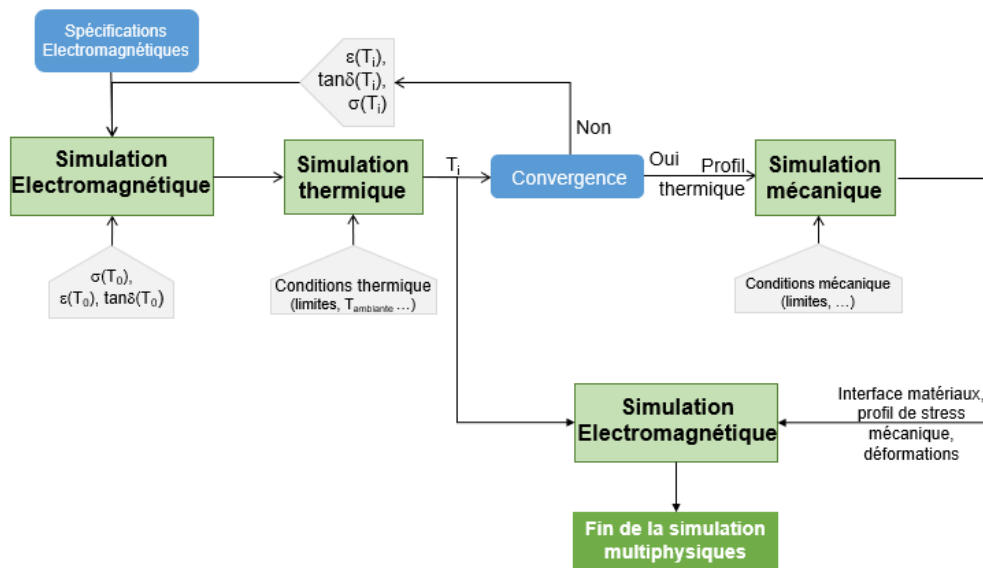 Spécifications
Electromagnétiques
ε(Tᵢ),
tanδ(Tᵢ),
σ(Tᵢ)
Non
Simulation
Electromagnétique
Simulation
thermique
Tᵢ
Convergence
Oui
Profil
thermique
Simulation
mécanique
σ(T₀),
ε(T₀), tanδ(T₀)
Conditions thermique
(limites, Tambiante ...)
Conditions mécanique
(limites, ...)
Simulation
Electromagnétique
Interface matériaux,
profil de stress
mécanique,
déformations
Fin de la simulation
multiphysiques